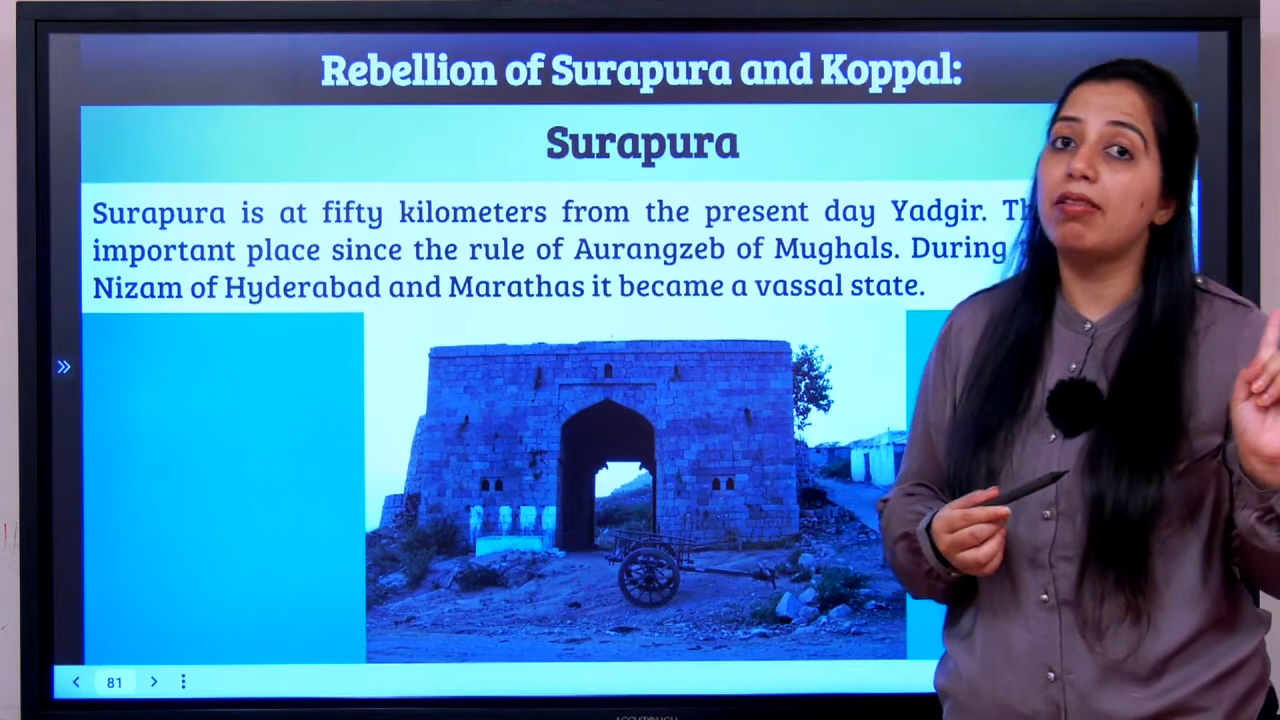 Rebellion of Surapura and Koppal:
Surapura
Surapura is at fifty kilometers from the present day Yadgir.
important place since the rule of Aurangzeb of Mughals. During
Nizam of Hyderabad and Marathas it became a vassal state.
81